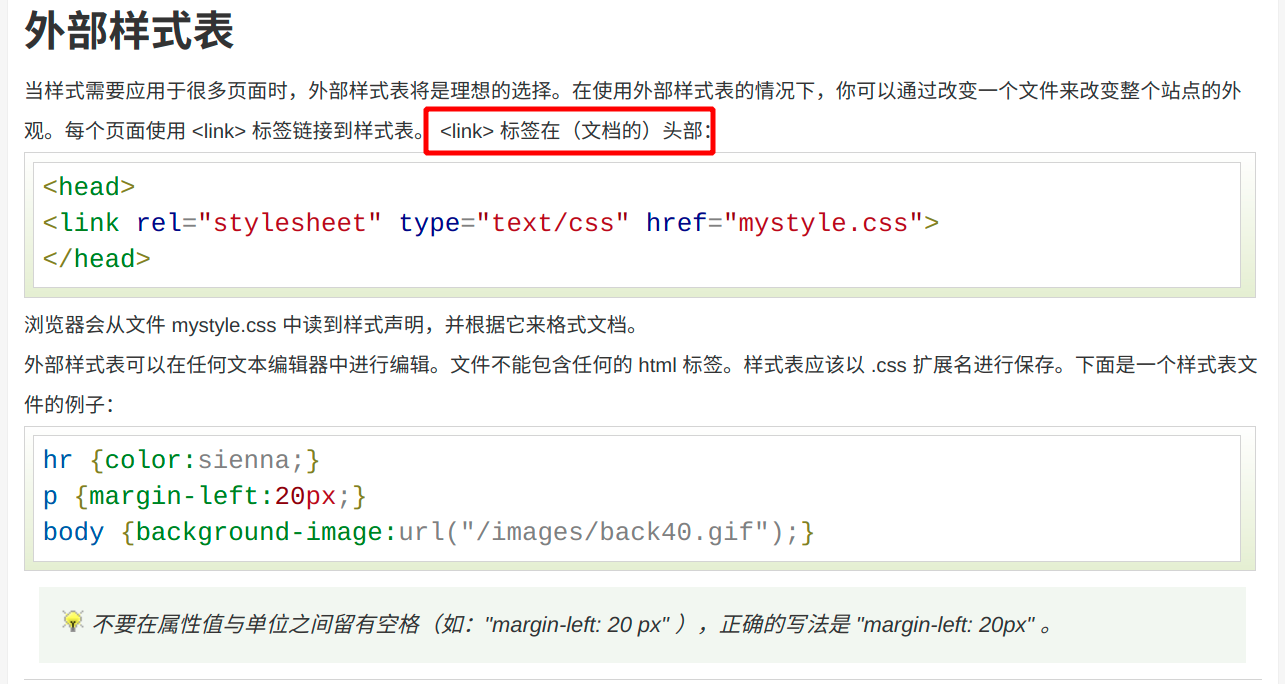 外部样式表
当样式需要应用于很多页面时，外部样式表将是理想的选择。在使用外部样式表的情况下，你可以通过改变一个文件来改变整个站点的外
观。每个页面使用 <link> 标签链接到样式表。 <link> 标签在（文档的）头部：
<head>
<link rel="stylesheet" type="text/css" href="mystyle.css">
</head>
浏览器会从文件 mystyle.css 中读到样式声明，并根据它来格式文档。
外部样式表可以在任何文本编辑器中进行编辑。文件不能包含任何的 html 标签。样式表应该以 .css 扩展名进行保存。下面是一个样式表文
件的例子：
hr {color:sienna;}
p {margin-left:20px;}
body {background-image:url("/images/back40.gif");}
不要在属性值与单位之间留有空格（如："margin-left: 20 px" ），正确的写法是 "margin-left: 20px" 。